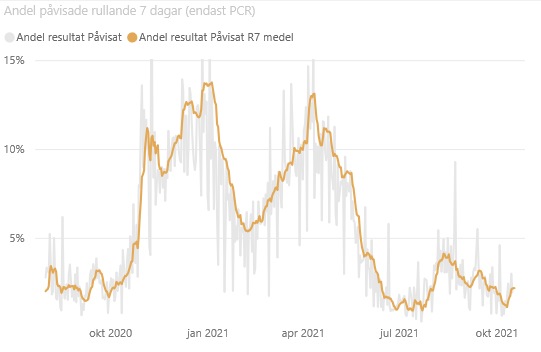 Andel påvisade rullande 7 dagar (endast PCR)
Andel resultat Påvisat Andel resultat Påvisat R7 medel
15%
10%
5%
okt 2020 jan 2021 apr 2021 jul 2021 okt 2021